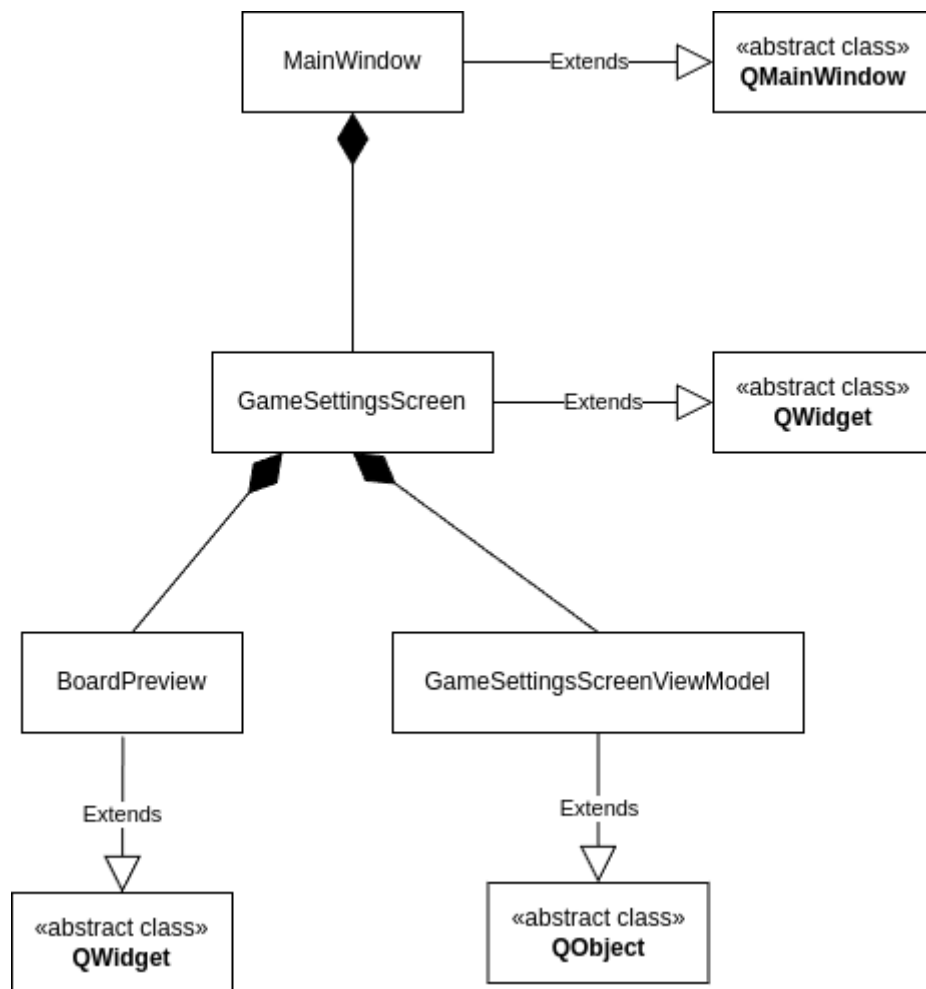 MainWindow
Extends
«abstract class»
QMainWindow
GameSettingsScreen
Extends
«abstract class»
QWidget
BoardPreview
GameSettingsScreenViewModel
Extends
Extends
«abstract class»
QWidget
«abstract class»
QObject